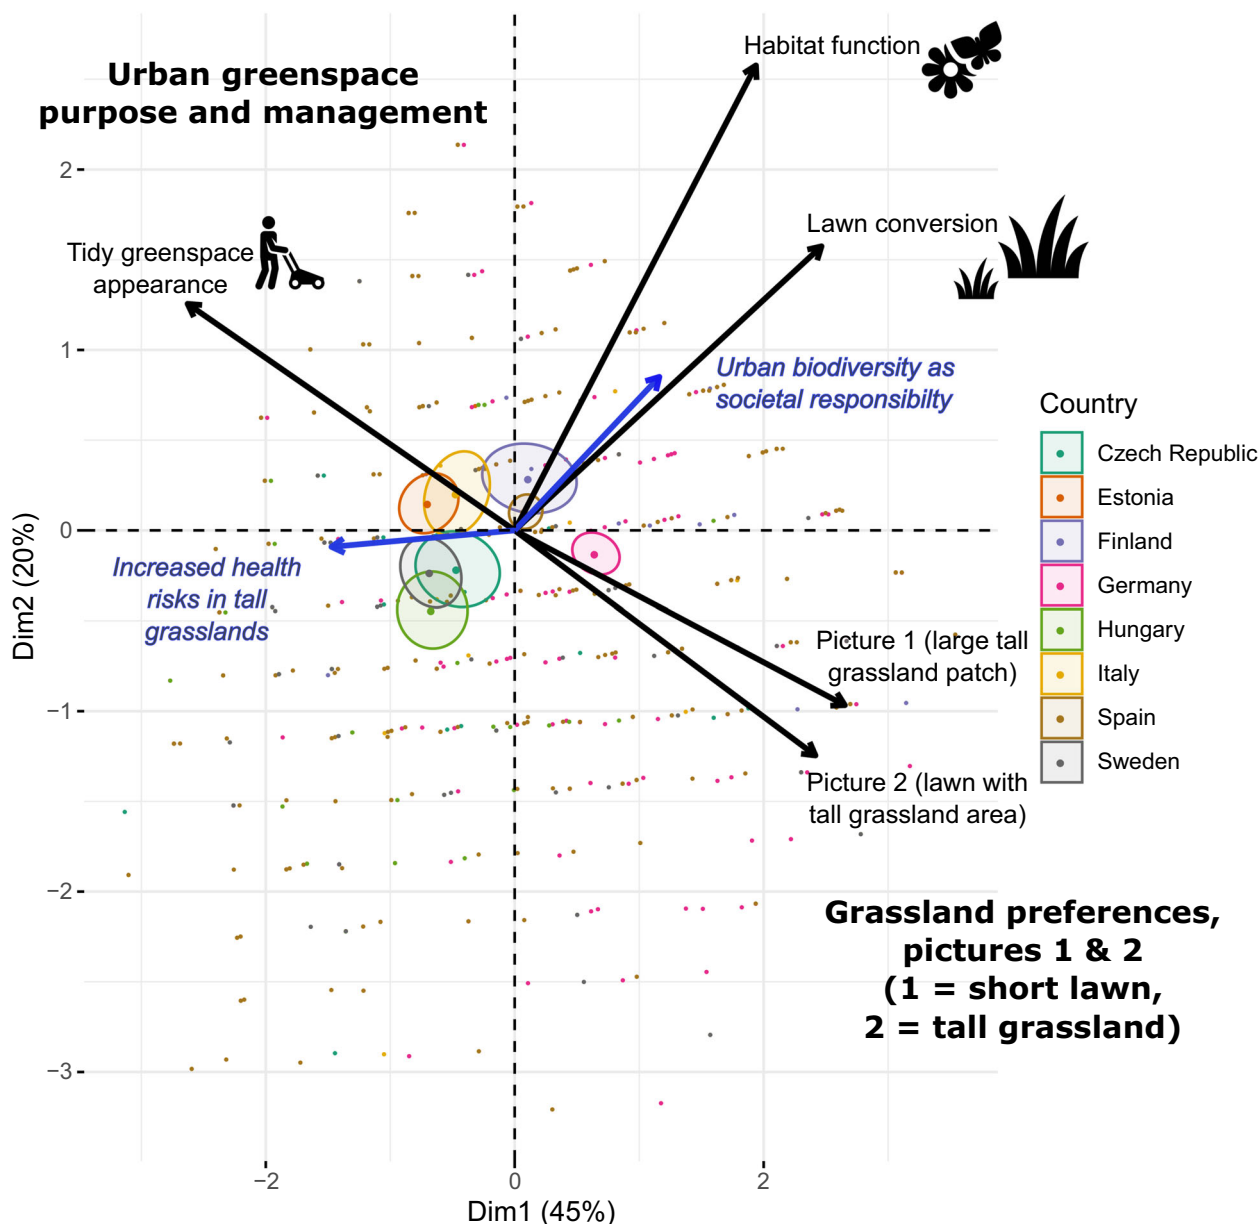 Urban greenspace
purpose and management
Habitat function
Lawn conversion
Tidy greenspace
appearance
Urban biodiversity as
societal responsibilty
Increased health
risks in tall
grasslands
Picture 1 (large tall
grassland patch)
Picture 2 (lawn with
tall grassland area)
Grassland preferences,
pictures 1 & 2
(1 = short lawn,
2 = tall grassland)
Country
Czech Republic
Estonia
Finland
Germany
Hungary
Italy
Spain
Sweden
Dim2 (20%)
2
1
0
−1
−2
−3
−2
0
2
Dim1 (45%)